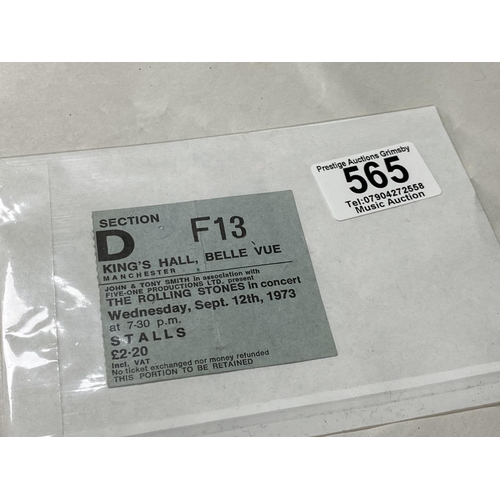 SECTION
D F13
KING'S HALL, BELLE VUE
MANCHESTER
JOHN & TONY SMITH in association with
FIVE-ONE PRODUCTIONS LTD. present
THE ROLLING STONES in concert
Wednesday, Sept. 12th, 1973
at 7-30 p.m.
STALLS
£2·20
Incl. VAT
No ticket exchanged nor money refunded
THIS PORTION TO BE RETAINED
Prestige Auctions Grimsby
565
Tel:07904272558
Music Auction